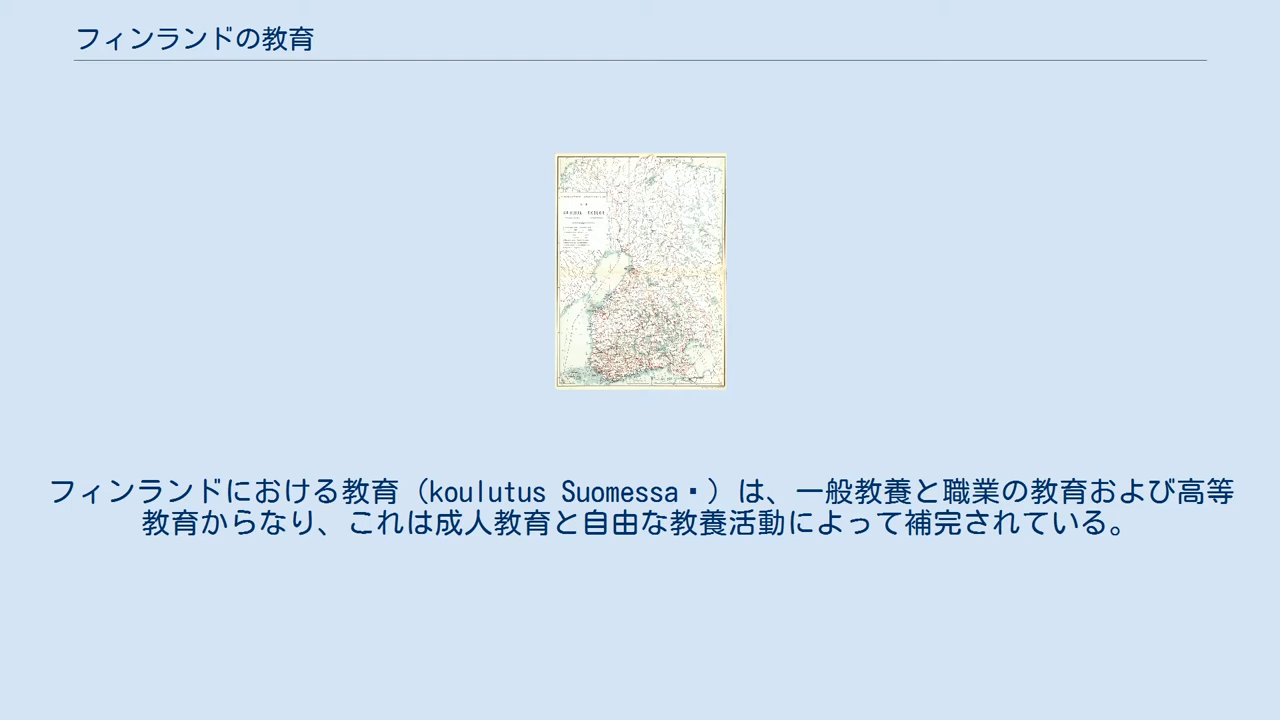 フィンランドの教育
フィンランドにおける教育（koulutus Suomessa▪）は、一般教養と職業の教育および高等
教育からなり、これは成人教育と自由な教養活動によって補完されている。